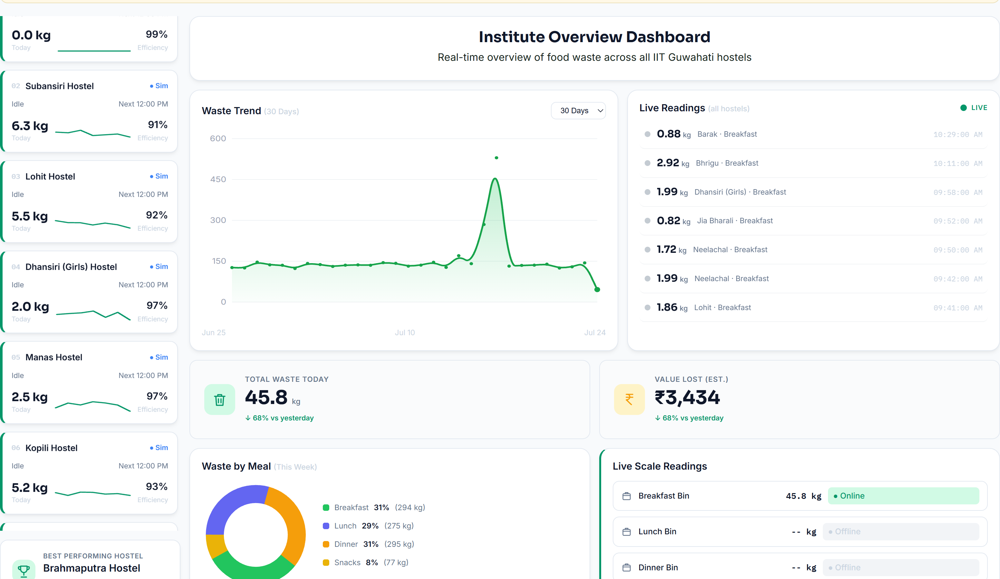 0.0 kg
99%
Today
Efficiency
02 Subansiri Hostel
Sim
Idle
Next 12:00 PM
6.3 kg
91%
Today
Efficiency
03 Lohit Hostel
Sim
Idle
Next 12:00 PM
5.5 kg
92%
Today
Efficiency
04 Dhansiri (Girls) Hostel
Sim
Idle
Next 12:00 PM
2.0 kg
97%
Today
Efficiency
05 Manas Hostel
Sim
Idle
Next 12:00 PM
2.5 kg
97%
Today
Efficiency
06 Kopili Hostel
Sim
Idle
Next 12:00 PM
5.2 kg
93%
Today
Efficiency
BEST PERFORMING HOSTEL
Brahmaputra Hostel
Institute Overview Dashboard
Real-time overview of food waste across all IIT Guwahati hostels
Waste Trend (30 Days)
30 Days
600
450
300
150
0
Jun 25
Jul 10
Jul 24
Live Readings (all hostels)
LIVE
0.88 kg Barak · Breakfast 10:29:00 AM
2.92 kg Bhrigu · Breakfast 10:11:00 AM
1.99 kg Dhansiri (Girls) · Breakfast 09:58:00 AM
0.82 kg Jia Bharali · Breakfast 09:52:00 AM
1.72 kg Neelachal · Breakfast 09:50:00 AM
1.99 kg Neelachal · Breakfast 09:42:00 AM
1.86 kg Lohit · Breakfast 09:41:00 AM
TOTAL WASTE TODAY
45.8 kg
↓ 68% vs yesterday
VALUE LOST (EST.)
₹3,434
↓ 68% vs yesterday
Waste by Meal (This Week)
Breakfast 31% (294 kg)
Lunch 29% (275 kg)
Dinner 31% (295 kg)
Snacks 8% (77 kg)
Live Scale Readings
Breakfast Bin 45.8 kg Online
Lunch Bin -- kg Offline
Dinner Bin -- kg Offline